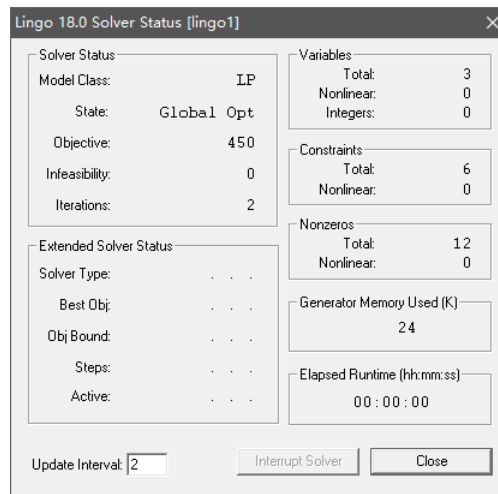 Lingo 18.0 Solver Status [lingo1]
Solver Status
Model Class: LP
State: Global Opt
Objective: 450
Infeasibility: 0
Iterations: 2
Extended Solver Status
Solver Type: . . .
Best Obj: . . .
Obj Bound: . . .
Steps: . . .
Active: . . .
Variables
Total: 3
Nonlinear: 0
Integers: 0
Constraints
Total: 6
Nonlinear: 0
Nonzeros
Total: 12
Nonlinear: 0
Generator Memory Used (K)
24
Elapsed Runtime (hh:mm:ss)
00:00:00
Update Interval: 2
Interrupt Solver
Close